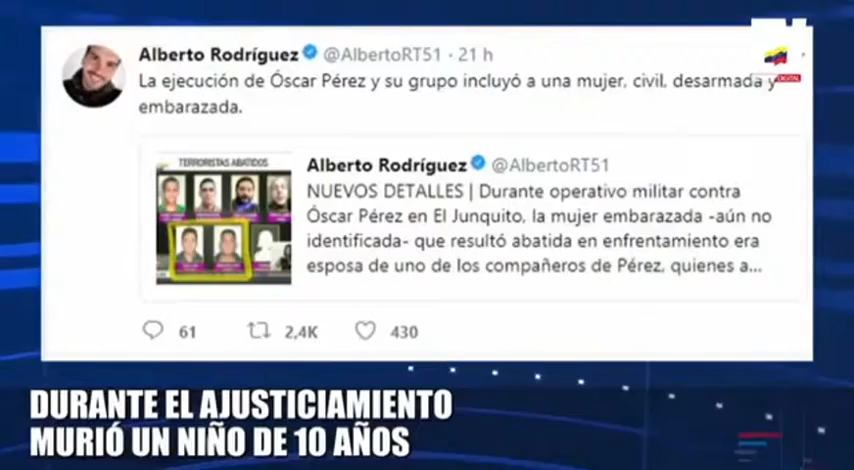 Alberto Rodríguez @AlbertoRT51 · 21 h
La ejecución de Óscar Pérez y su grupo incluyó a una mujer, civil, desarmada y
embarazada.
TERRORISTAS ABATIDOS
Alberto Rodríguez @AlbertoRT51
NUEVOS DETALLES | Durante operativo militar contra
Óscar Pérez en El Junquito, la mujer embarazada -aún no
identificada- que resultó abatida en enfrentamiento era
esposa de uno de los compañeros de Pérez, quienes a...
61 2,4K 430
DURANTE EL AJUSTICIAMIENTO
MURIÓ UN NIÑO DE 10 AÑOS